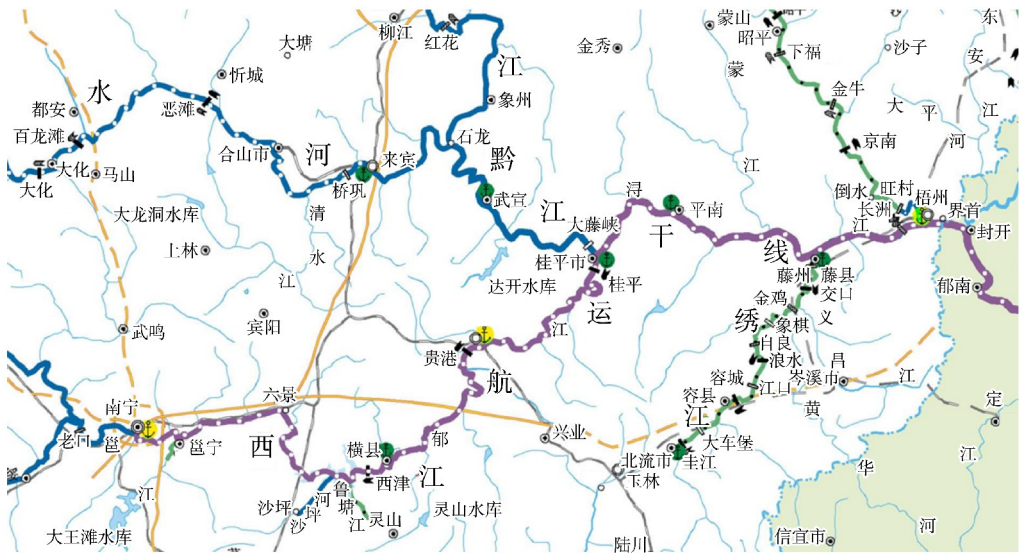 柳江
红花
大塘
金秀
蒙山
昭平
昭平
下福
沙子
东
安
江
江
蒙
江
水
忻城
恶滩
都安
百龙滩
大化
大化
马山
象州
金牛
大
平
河
京南
石龙
合山市
河
来宾
桥巩
黔
江
武宣
大龙洞水库
清
水
江
上林
浔
平南
干
线
江
大藤峡
桂平市
桂平
达开水库
运
倒水
旺村
长洲
梧州
界首
封开
郁南
藤州
藤县
交口
义
昌
江
金鸡
象棋
白良
浪水
绣
江
宾阳
武鸣
江
贵港
航
容城
容县
江口
岑溪市
黄
华
河
定
江
六景
南宁
老口
邕
江
邕宁
西
江
横县
西津
郁
兴业
大车堡
北流市
圭江
玉林
沙坪
沙
坪
河
鲁
塘
江
灵山
灵山水库
大王滩水库
陆川
信宜市